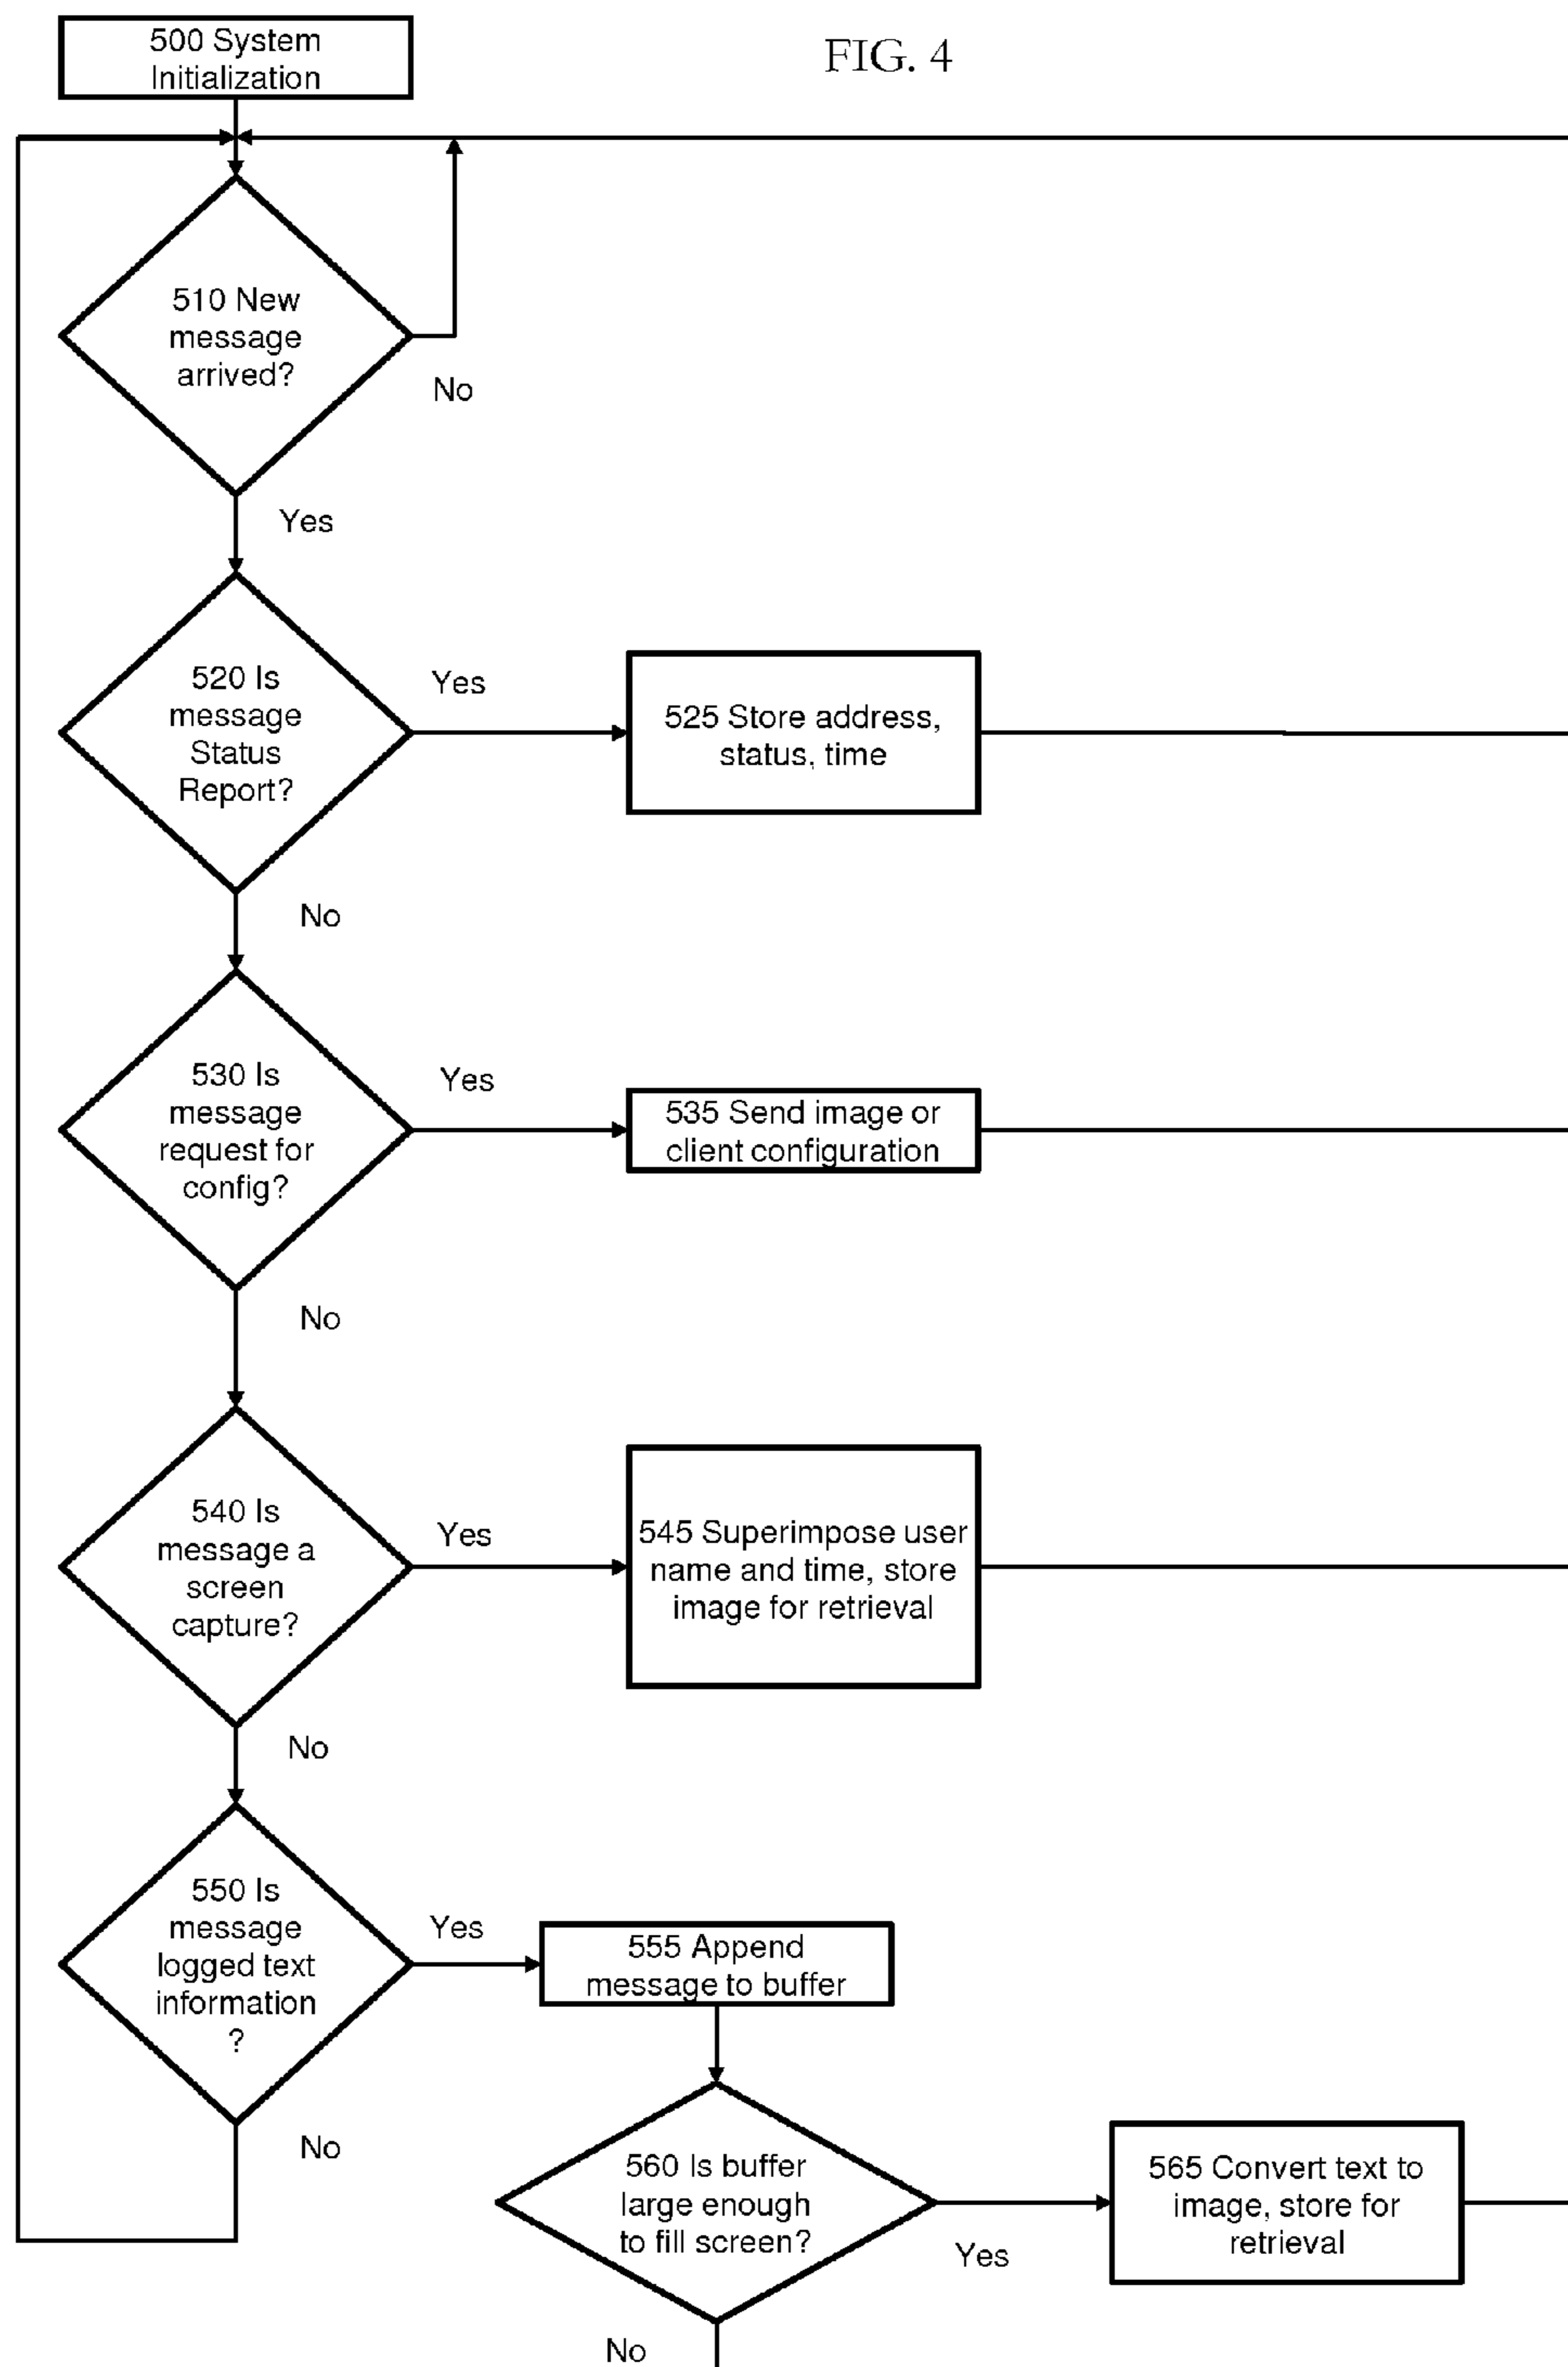 500 System
Initialization
FIG. 4
510 New
message
arrived?
No
Yes
520 Is
message
Status
Report?
Yes
525 Store address,
status, time
No
530 Is
message
request for
config?
Yes
535 Send image or
client configuration
No
540 Is
message a
screen
capture?
Yes
545 Superimpose user
name and time, store
image for retrieval
No
550 Is
message
logged text
information
?
Yes
555 Append
message to buffer
No
560 Is buffer
large enough
to fill screen?
Yes
565 Convert text to
image, store for
retrieval
No